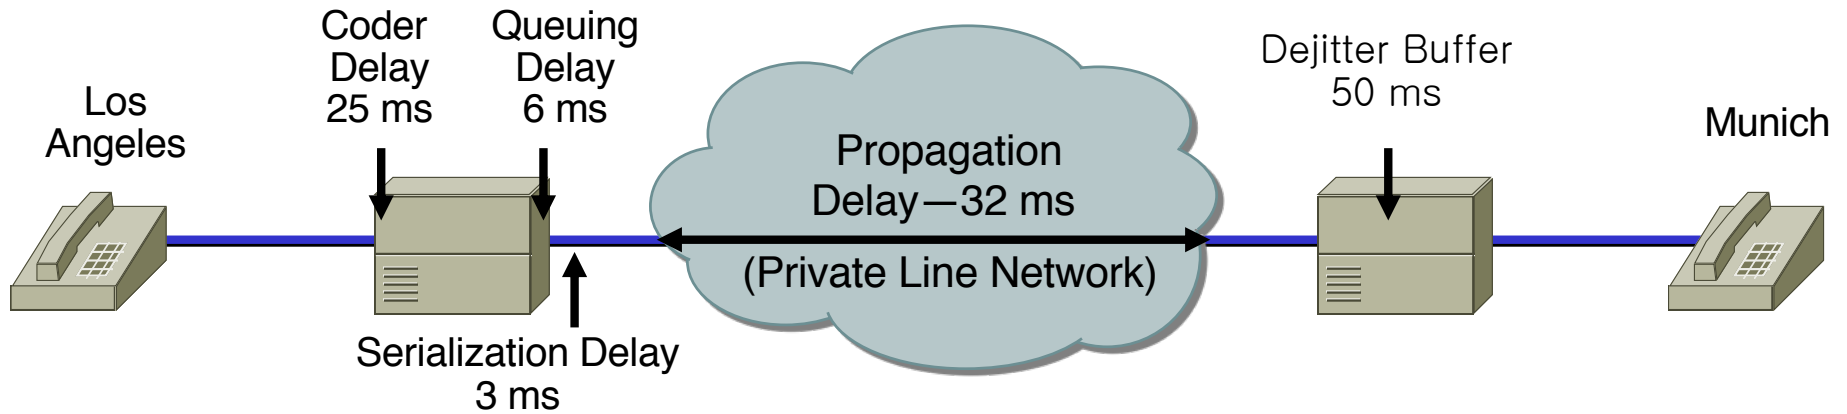 Los
Angeles
Coder
Delay
25 ms
Queuing
Delay
6 ms
Serialization Delay
3 ms
Propagation
Delay—32 ms
(Private Line Network)
Dejitter Buffer
50 ms
Munich